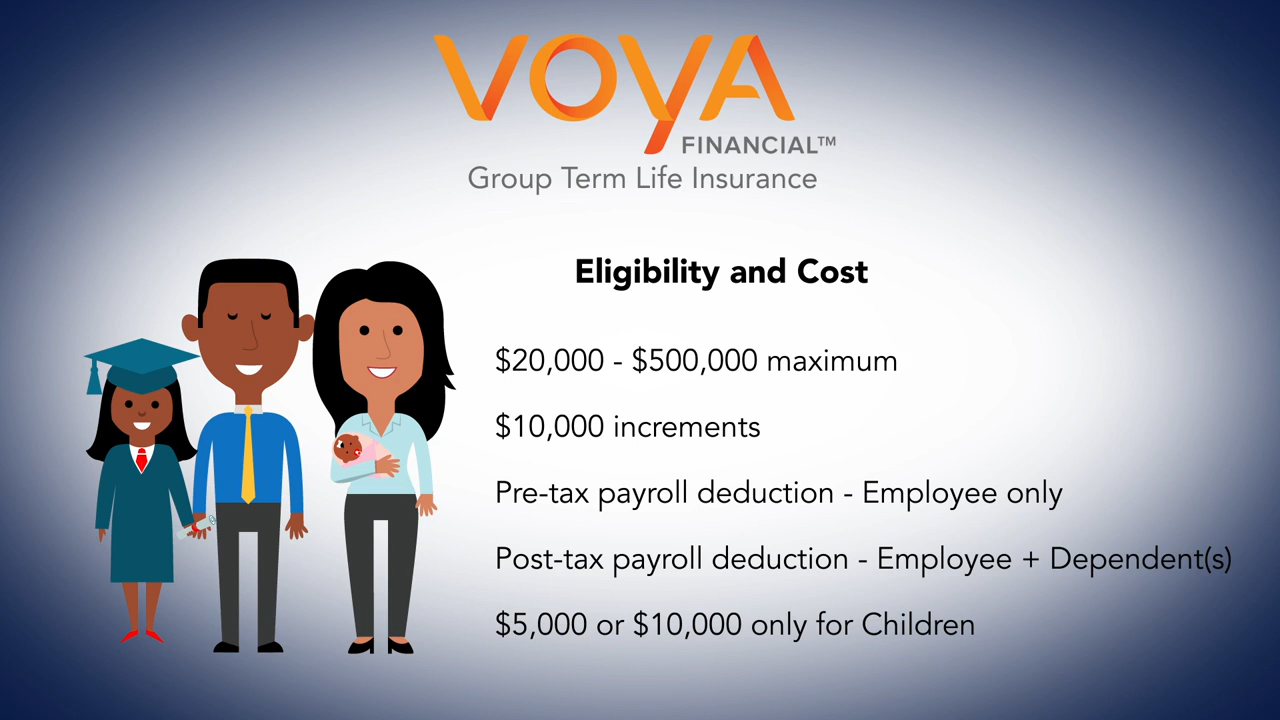 VOYA
FINANCIAL™
Group Term Life Insurance
Eligibility and Cost
$20,000 - $500,000 maximum
$10,000 increments
Pre-tax payroll deduction - Employee only
Post-tax payroll deduction - Employee + Dependent(s)
$5,000 or $10,000 only for Children